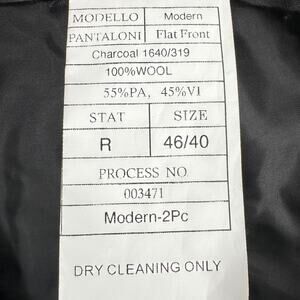 MODELLO Modern
PANTALONI Flat Front
Charcoal 1640/319
100%WOOL
55%PA, 45%VI
STAT SIZE
R 46/40
PROCESS NO
003471
Modern-2Pc
DRY CLEANING ONLY